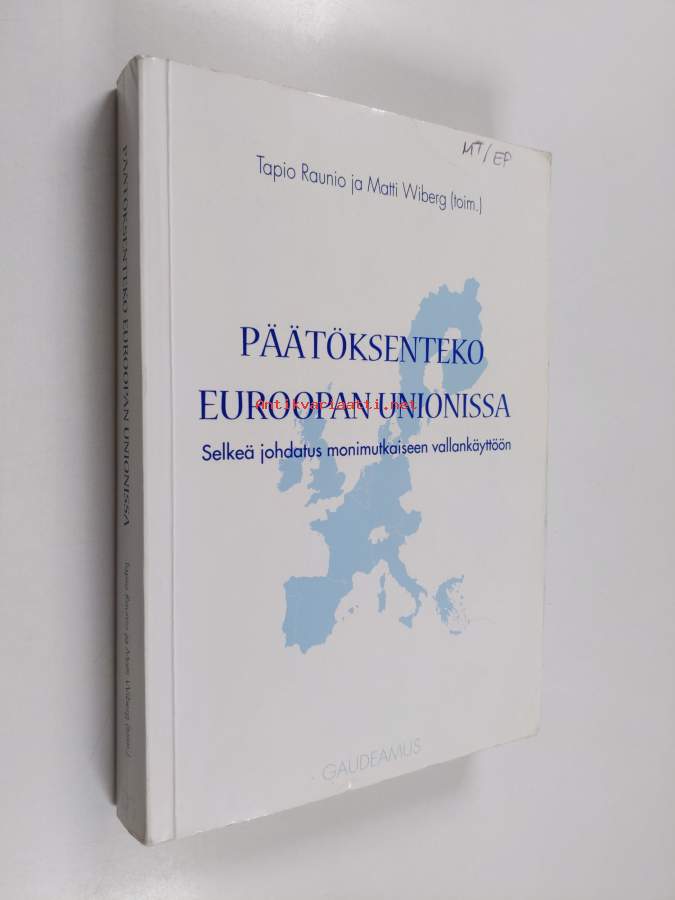 MT/EP
Tapio Raunio ja Matti Wiberg (toim.)
PÄÄTÖKSENTEKO
EUROOPAN UNIONISSA
Antikvariaatti.net
Selkeä johdatus monimutkaiseen vallankäyttöön
GAUDEAMUS
PÄÄTÖKSENTEKO EUROOPAN UNIONISSA
Tapio Raunio ja Matti Wiberg (toim.)